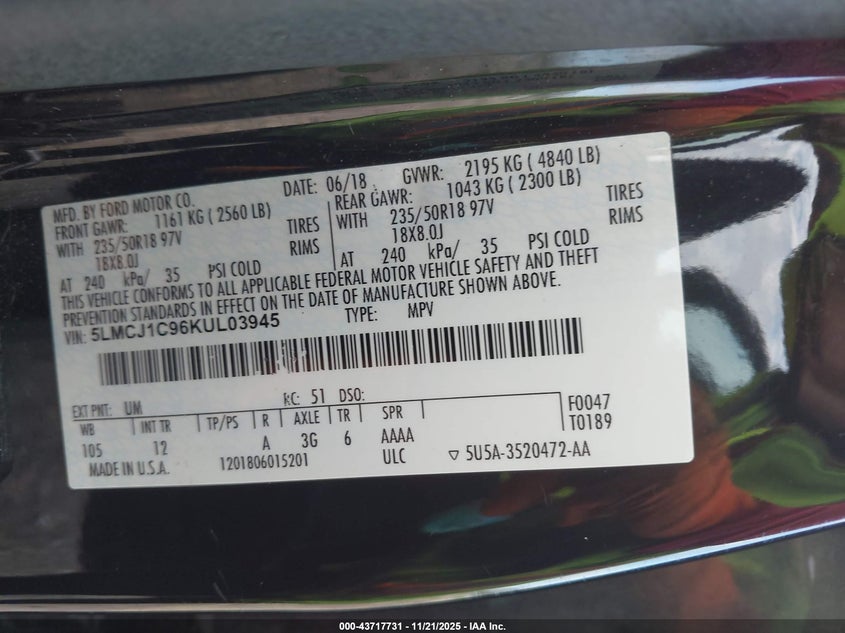 MFD. BY FORD MOTOR CO.
DATE: 06/18 GVWR: 2195 KG ( 4840 LB)
FRONT GAWR: 1161 KG ( 2560 LB) REAR GAWR: 1043 KG ( 2300 LB)
WITH 235/50R18 97V TIRES WITH 235/50R18 97V TIRES
18X8.0J RIMS 18X8.0J RIMS
AT 240 kPa/ 35 PSI COLD AT 240 kPa/ 35 PSI COLD
THIS VEHICLE CONFORMS TO ALL APPLICABLE FEDERAL MOTOR VEHICLE SAFETY AND THEFT
PREVENTION STANDARDS IN EFFECT ON THE DATE OF MANUFACTURE SHOWN ABOVE.
VIN: 5LMCJ1C96KUL03945 TYPE: MPV
EXT PNT: UM RC: 51 DSO:
WB INT TR TP/PS R AXLE TR SPR F0047
105 12 A 3G 6 AAAA T0189
MADE IN U.S.A. 1201806015201 ULC ▽ 5U5A-3520472-AA
000-43717731 - 11/21/2025 - IAA Inc.